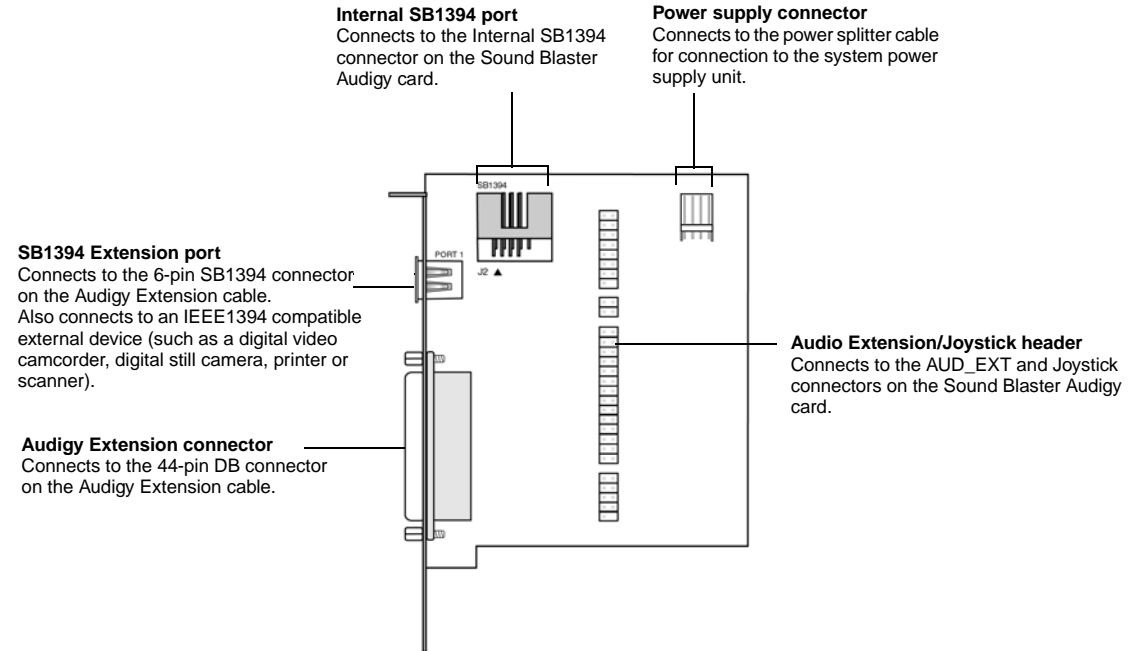 Internal SB1394 port
Connects to the Internal SB1394
connector on the Sound Blaster
Audigy card.
Power supply connector
Connects to the power splitter cable
for connection to the system power
supply unit.
SB1394
PORT 1
J2 ▲
SB1394 Extension port
Connects to the 6-pin SB1394 connector
on the Audigy Extension cable.
Also connects to an IEEE1394 compatible
external device (such as a digital video
camcorder, digital still camera, printer or
scanner).
Audio Extension/Joystick header
Connects to the AUD_EXT and Joystick
connectors on the Sound Blaster Audigy
card.
Audigy Extension connector
Connects to the 44-pin DB connector
on the Audigy Extension cable.